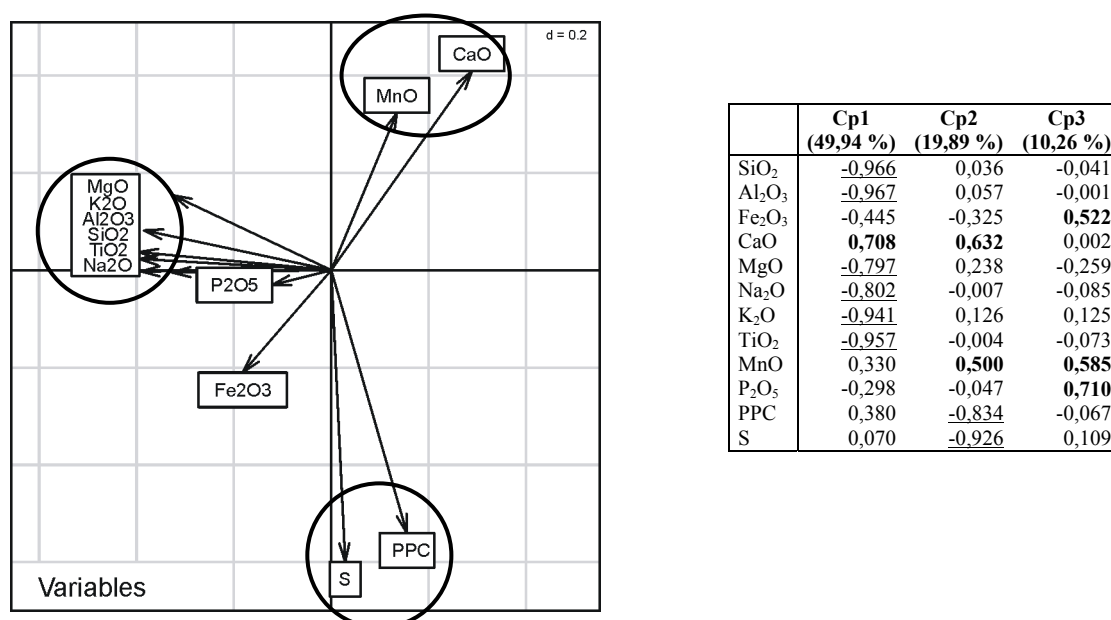 d = 0.2
CaO
MnO
MgO
K2O
Al2O3
SiO2
TiO2
Na2O
P2O5
Fe2O3
PPC
S
Variables
Cp1 Cp2 Cp3
(49,94 %) (19,89 %) (10,26 %)
SiO₂ -0,966 0,036 -0,041
Al₂O₃ -0,967 0,057 -0,001
Fe₂O₃ -0,445 -0,325 0,522
CaO 0,708 0,632 0,002
MgO -0,797 0,238 -0,259
Na₂O -0,802 -0,007 -0,085
K₂O -0,941 0,126 0,125
TiO₂ -0,957 -0,004 -0,073
MnO 0,330 0,500 0,585
P₂O₅ -0,298 -0,047 0,710
PPC 0,380 -0,834 -0,067
S 0,070 -0,926 0,109